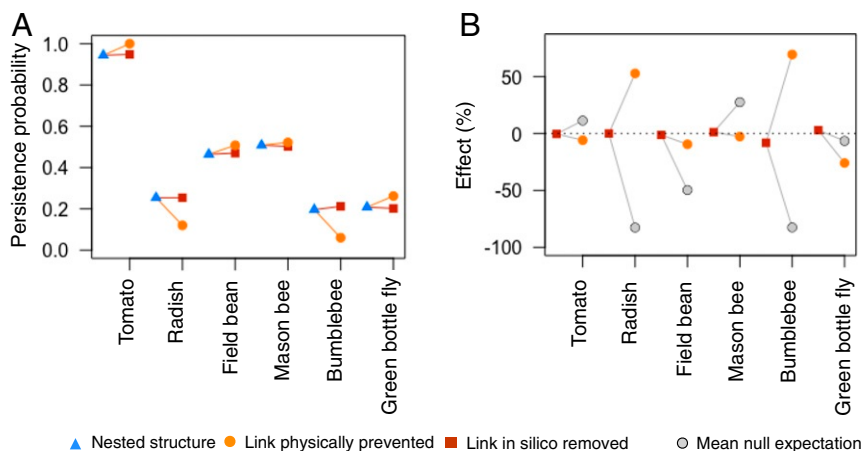 A
B
Persistence probability
1.0
0.8
0.6
0.4
0.2
0.0
Tomato
Radish
Field bean
Mason bee
Bumblebee
Green bottle fly
Effect (%)
50
0
-50
-100
Tomato
Radish
Field bean
Mason bee
Bumblebee
Green bottle fly
Nested structure
Link physically prevented
Link in silico removed
Mean null expectation